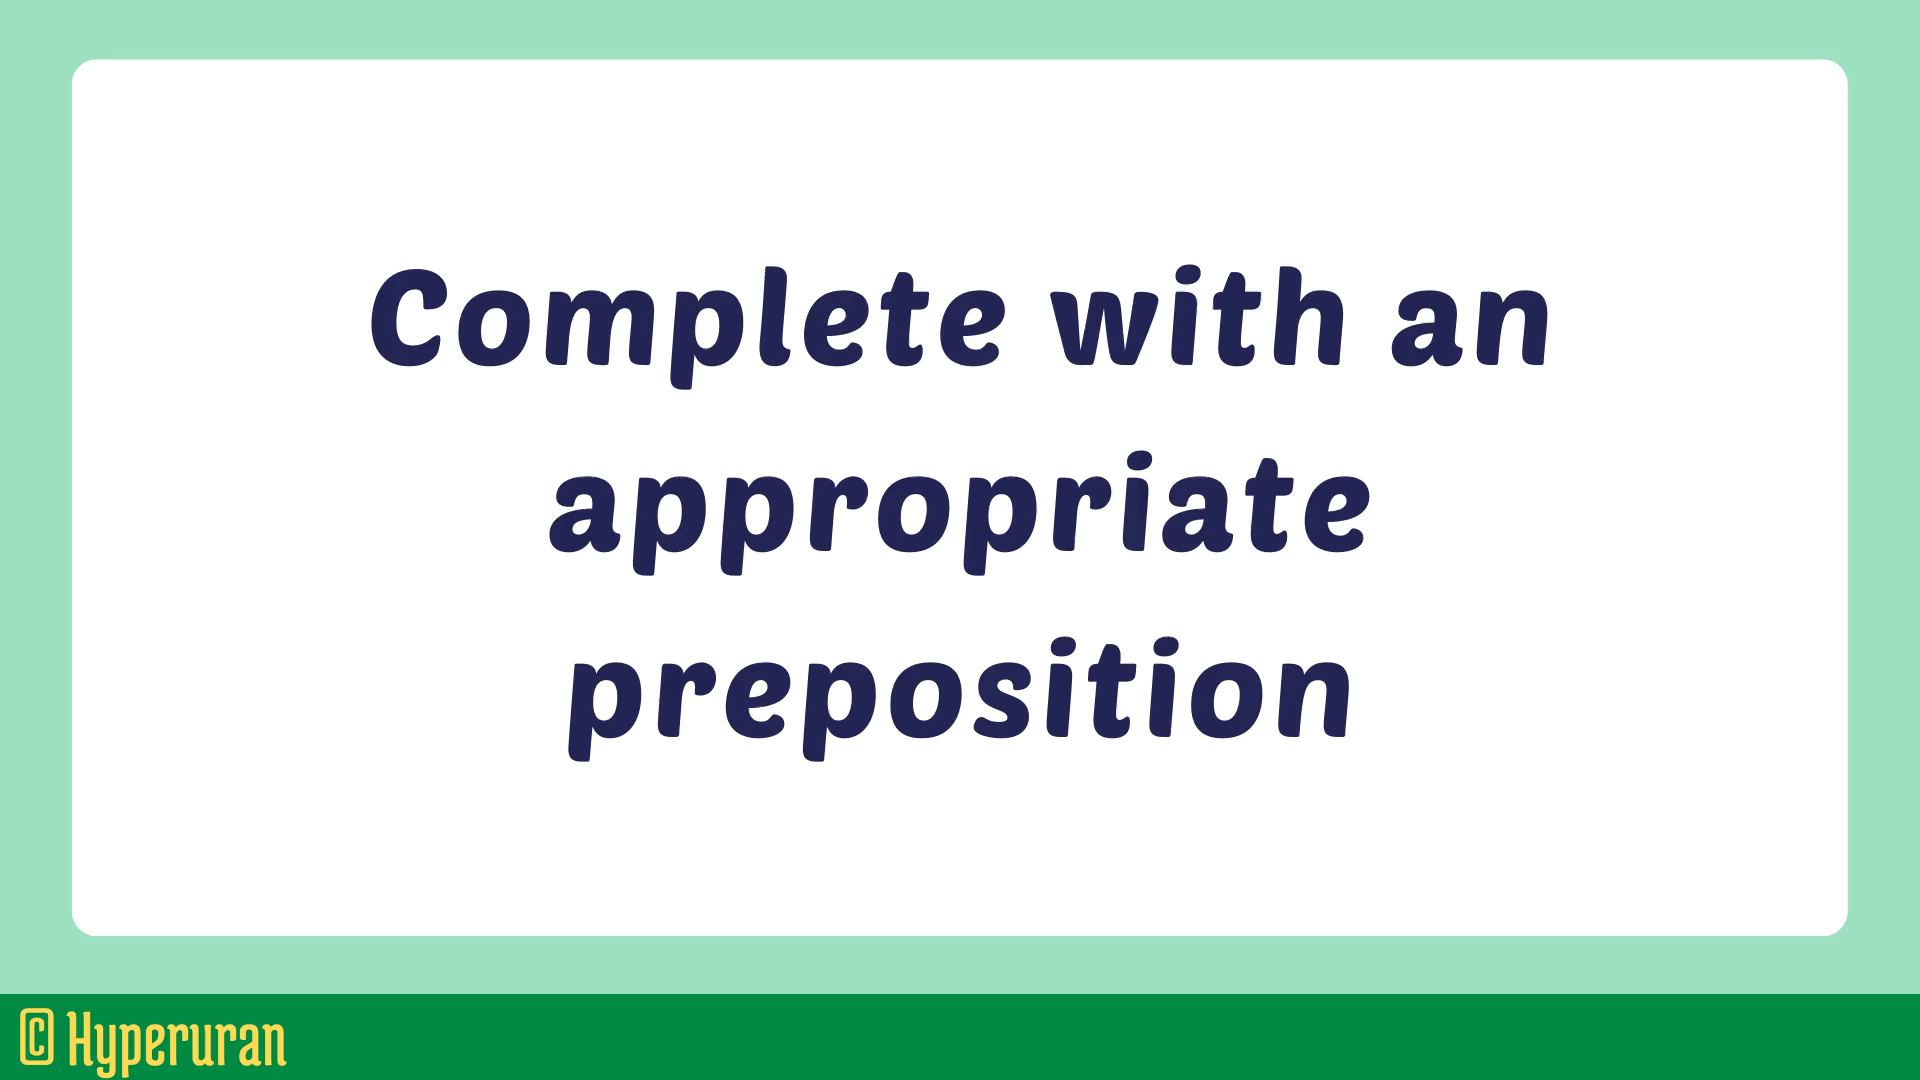 Complete with an
appropriate
preposition
© Hyperuran